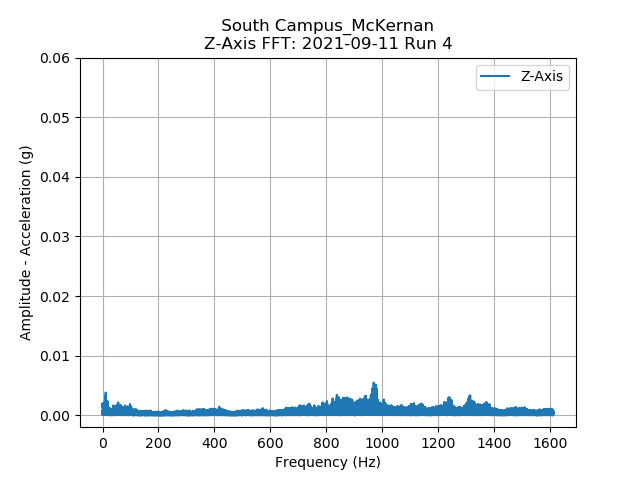 South Campus_McKernan
Z-Axis FFT: 2021-09-11 Run 4
Z-Axis
0.06
0.05
0.04
0.03
0.02
0.01
0.00
Amplitude - Acceleration (g)
0 200 400 600 800 1000 1200 1400 1600
Frequency (Hz)